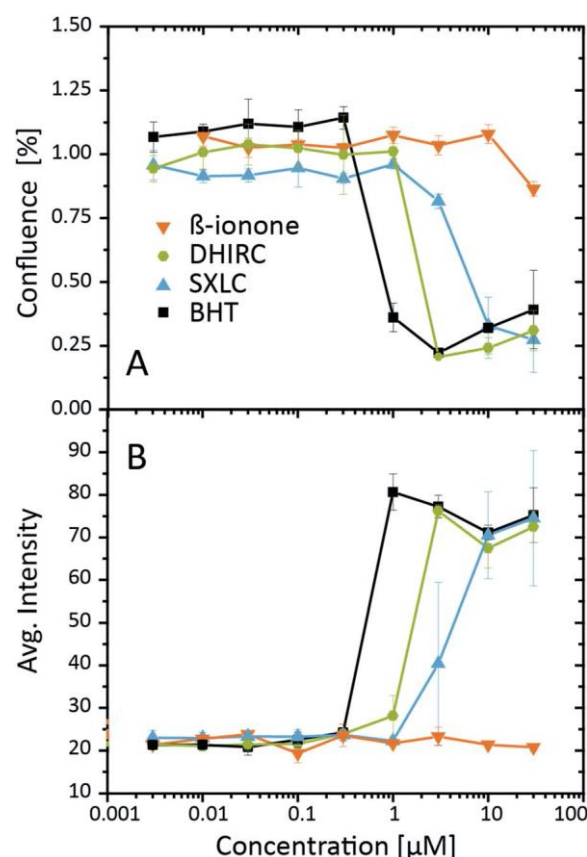 1.50
1.25
1.00
0.75
0.50
0.25
0.00
Confluence [%]
ß-ionone
DHIRC
SXLC
BHT
A
B
90
80
70
60
50
40
30
20
10
Avg. Intensity
0.001 0.01 0.1 1 10 100
Concentration [µM]